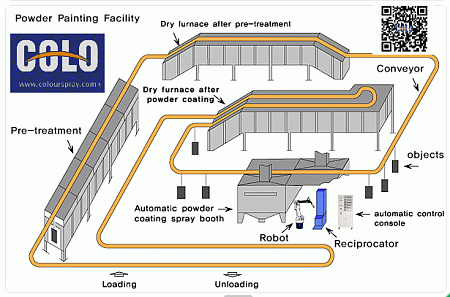 Powder Painting Facility
COLO
www.colourspray.com
Dry furnace after pre-treatment
Conveyor
Dry furnace after
powder coating
Pre-treatment
objects
Automatic powder
coating spray booth
automatic control
console
Robot
Reciprocator
Loading
Unloading